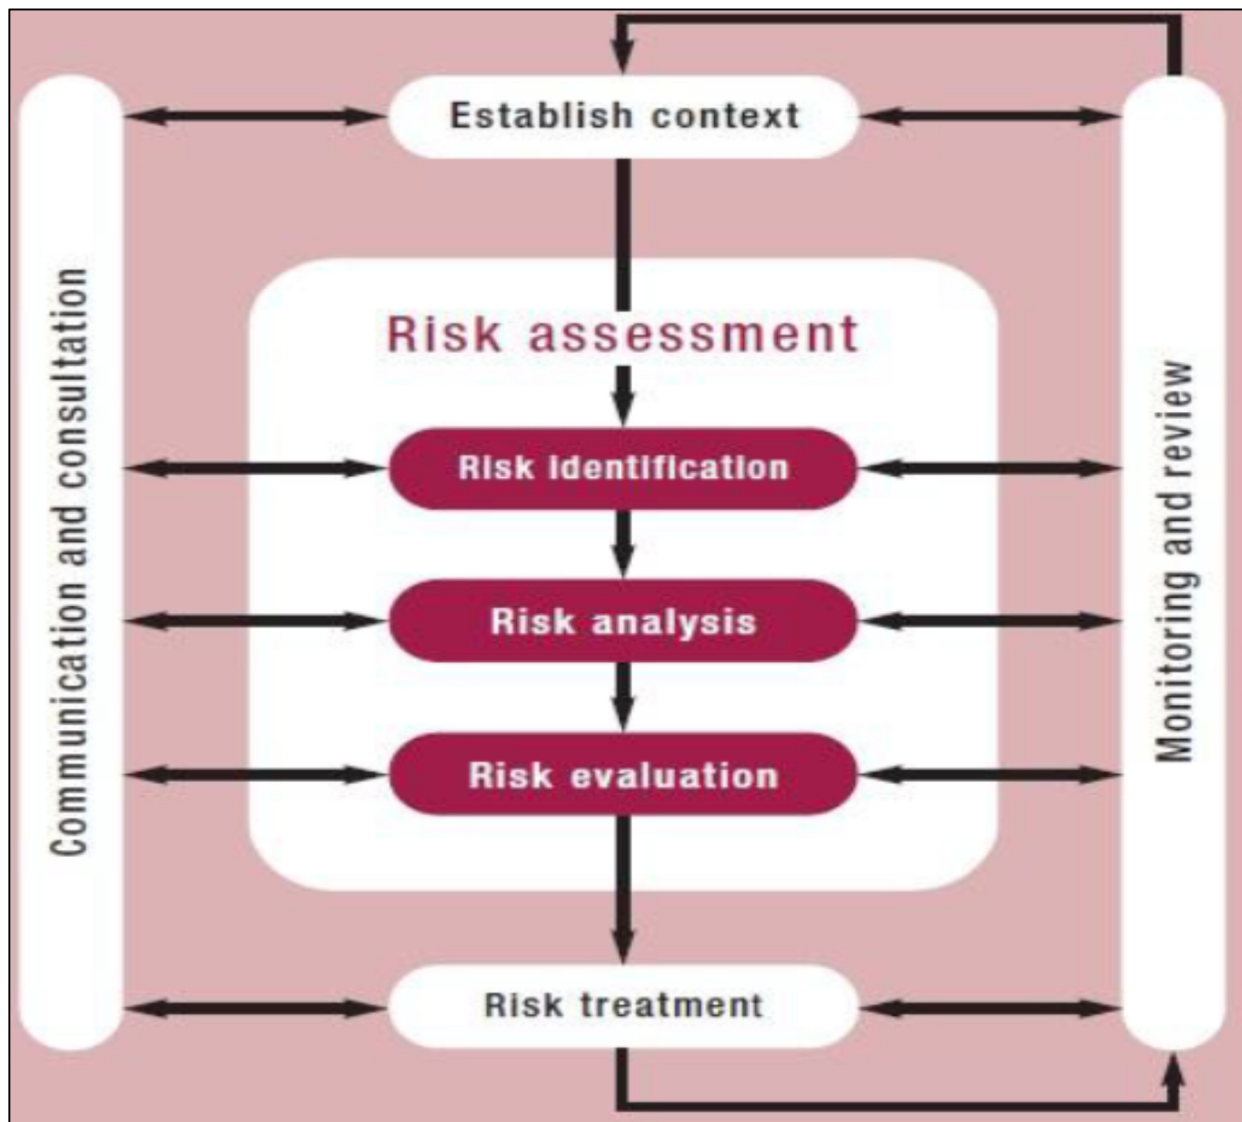 Establish context
Communication and consultation
Risk assessment
Risk identification
Risk analysis
Risk evaluation
Risk treatment
Monitoring and review